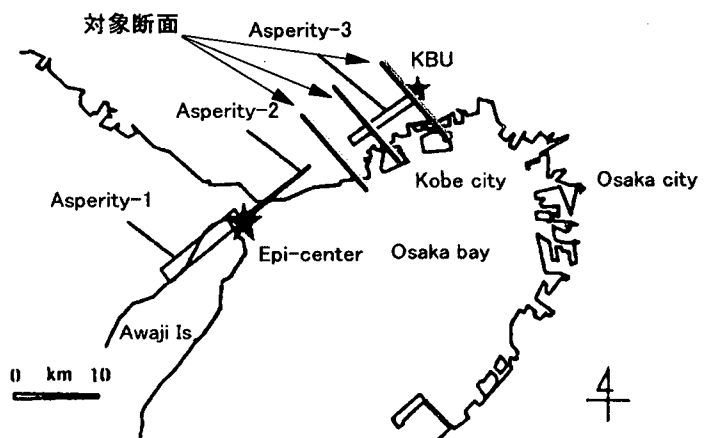 対象断面
Asperity-3
KBU
Asperity-2
Kobe city
Osaka city
Asperity-1
Epi-center
Osaka bay
Awaji Is
0 km 10